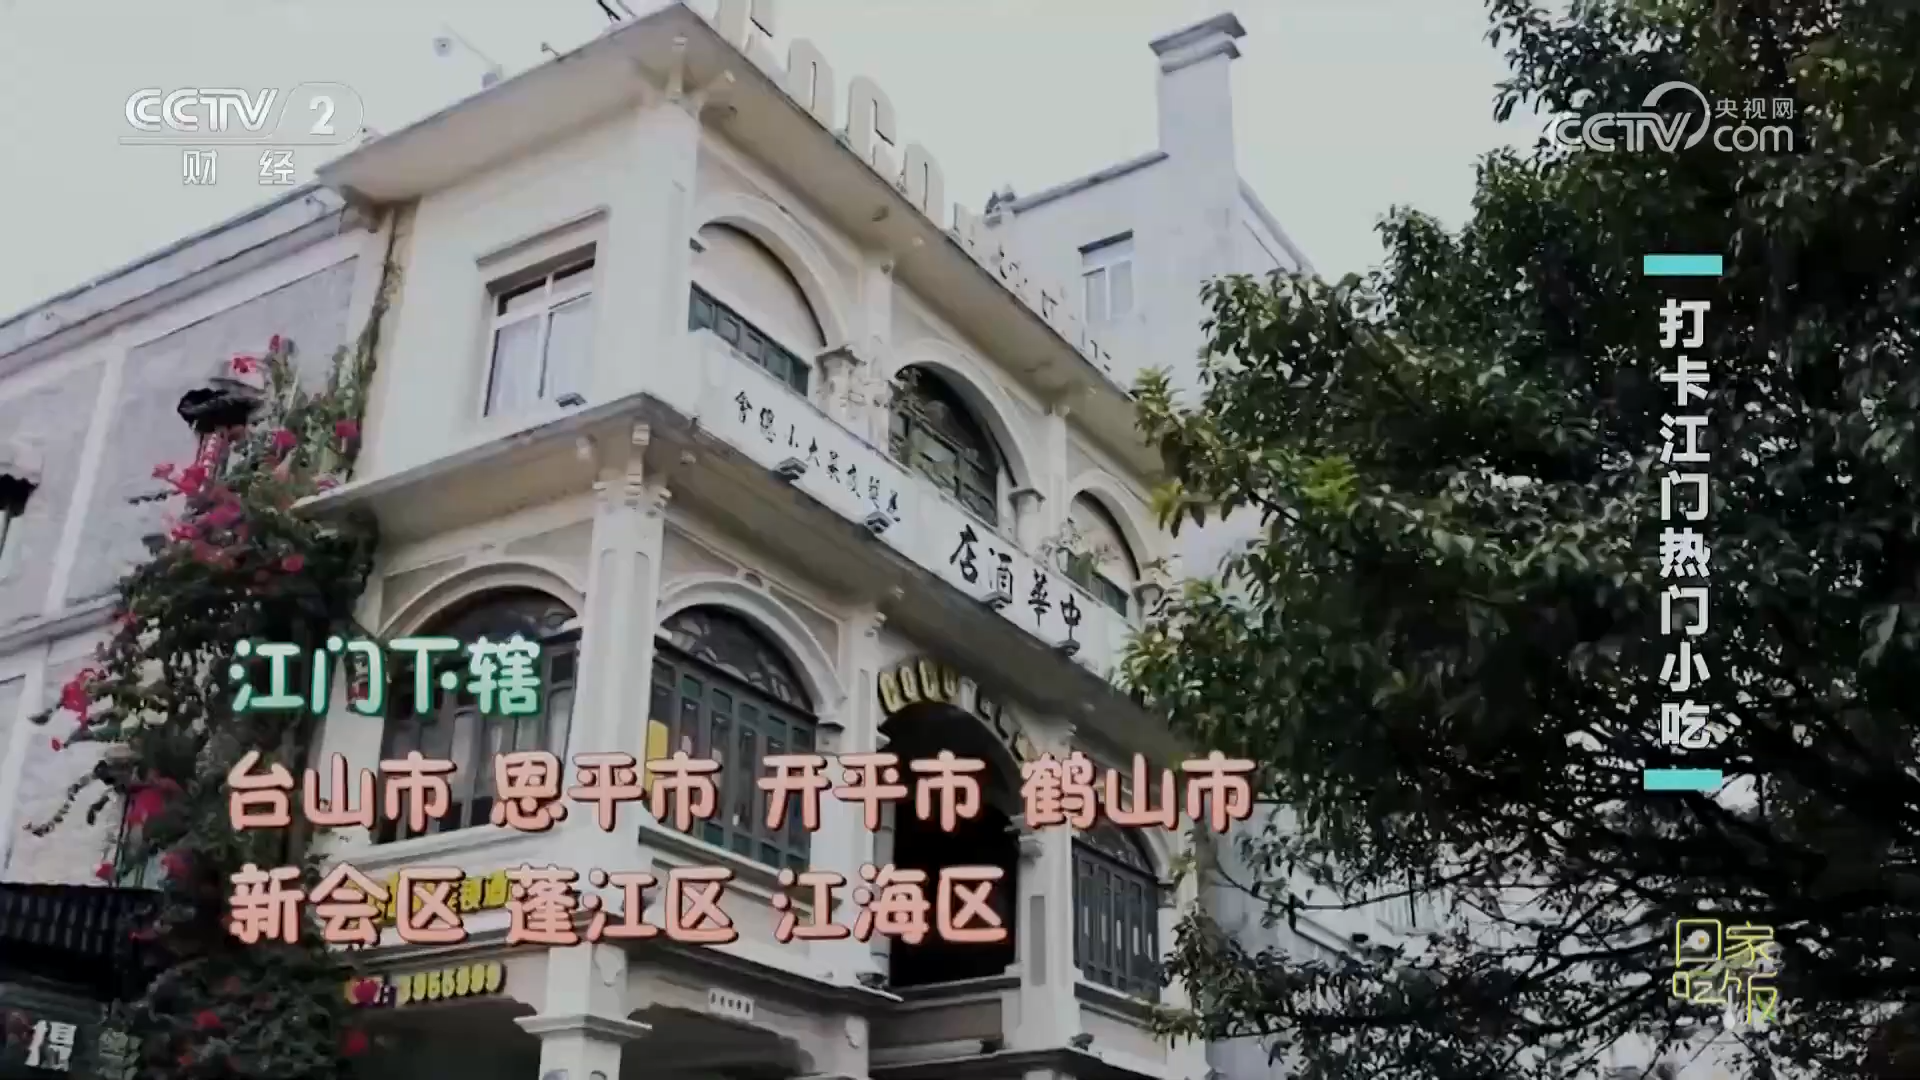 CCTV 2
财经
央视网
CCTV.com
打卡江门热门小吃
中華酒店
江门下辖
台山市 恩平市 开平市 鹤山市
新会区 蓬江区 江海区
回家
吃饭